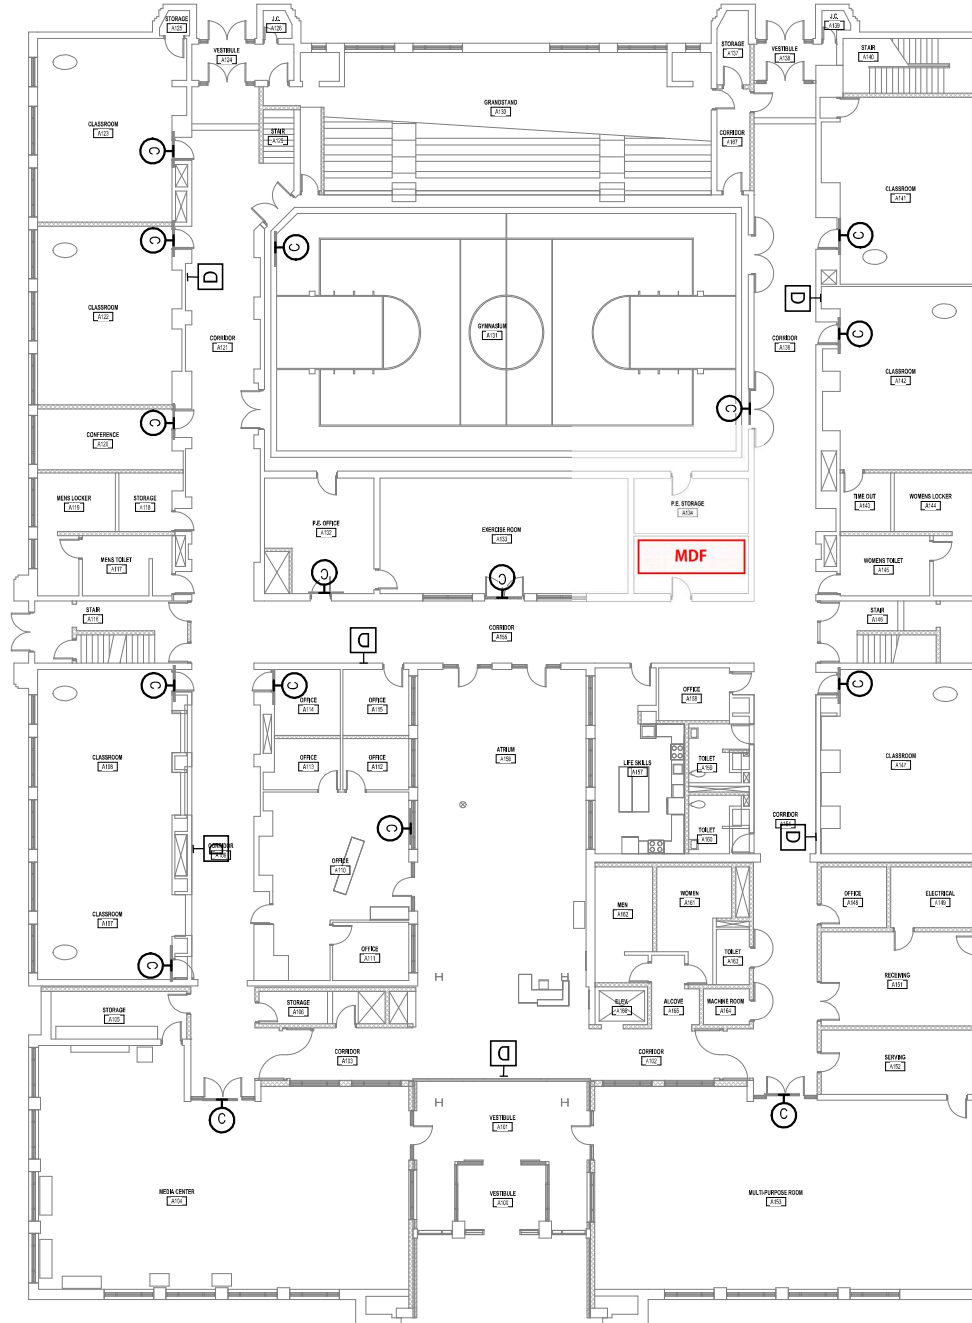 STORAGE
A125
J.C.
A126
VESTIBULE
A124
STORAGE
A137
VESTIBULE
A138
J.C.
A139
STAIR
A140
GRANDSTAND
A130
CLASSROOM
A123
STAIR
A129
CORRIDOR
A167
CLASSROOM
A141
C
C
C
C
D
D
CLASSROOM
A122
CORRIDOR
A121
GYMNASIUM
A131
CORRIDOR
A136
C
CLASSROOM
A142
C
C
CONFERENCE
A120
MENS LOCKER
A119
STORAGE
A118
P.E. OFFICE
A132
EXERCISE ROOM
A133
P.E. STORAGE
A134
TIME OUT
A143
WOMENS LOCKER
A144
MENS TOILET
A117
C
C
MDF
WOMENS TOILET
A145
STAIR
A116
CORRIDOR
A155
STAIR
A146
D
C
C
C
OFFICE
A114
OFFICE
A115
OFFICE
A158
CLASSROOM
A108
OFFICE
A113
OFFICE
A112
ATRIUM
A156
LIFE SKILLS
A157
TOILET
A159
CLASSROOM
A147
C
TOILET
A160
CORRIDOR
D
CORRIDOR
D
OFFICE
A110
CLASSROOM
A107
MEN
A162
WOMEN
A161
OFFICE
A148
ELECTRICAL
A149
C
OFFICE
A111
TOILET
A163
RECEIVING
A151
STORAGE
A105
STORAGE
A106
ELEV.
A166
ALCOVE
A165
MACHINE ROOM
A164
CORRIDOR
A103
D
CORRIDOR
A102
SERVING
A152
C
C
VESTIBULE
A101
MEDIA CENTER
A104
VESTIBULE
A100
MULTI-PURPOSE ROOM
A153